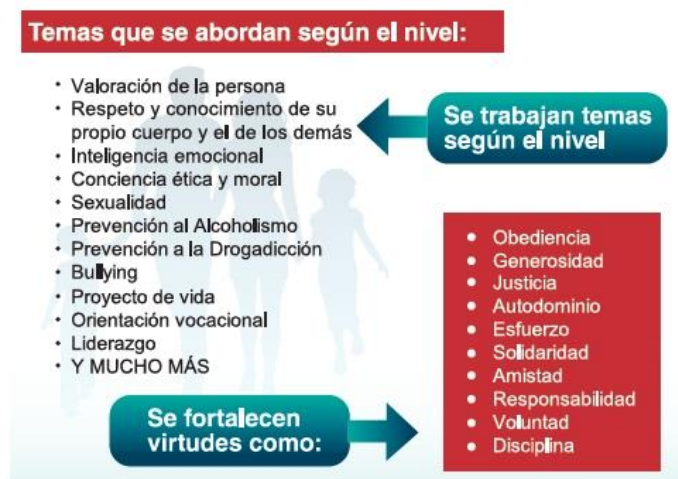 Temas que se abordan según el nivel:
• Valoración de la persona
• Respeto y conocimiento de su
propio cuerpo y el de los demás
• Inteligencia emocional
• Conciencia ética y moral
• Sexualidad
• Prevención al Alcoholismo
• Prevención a la Drogadicción
• Bullying
• Proyecto de vida
• Orientación vocacional
• Liderazgo
• Y MUCHO MÁS
Se trabajan temas
según el nivel
Se fortalecen
virtudes como:
• Obediencia
• Generosidad
• Justicia
• Autodominio
• Esfuerzo
• Solidaridad
• Amistad
• Responsabilidad
• Voluntad
• Disciplina